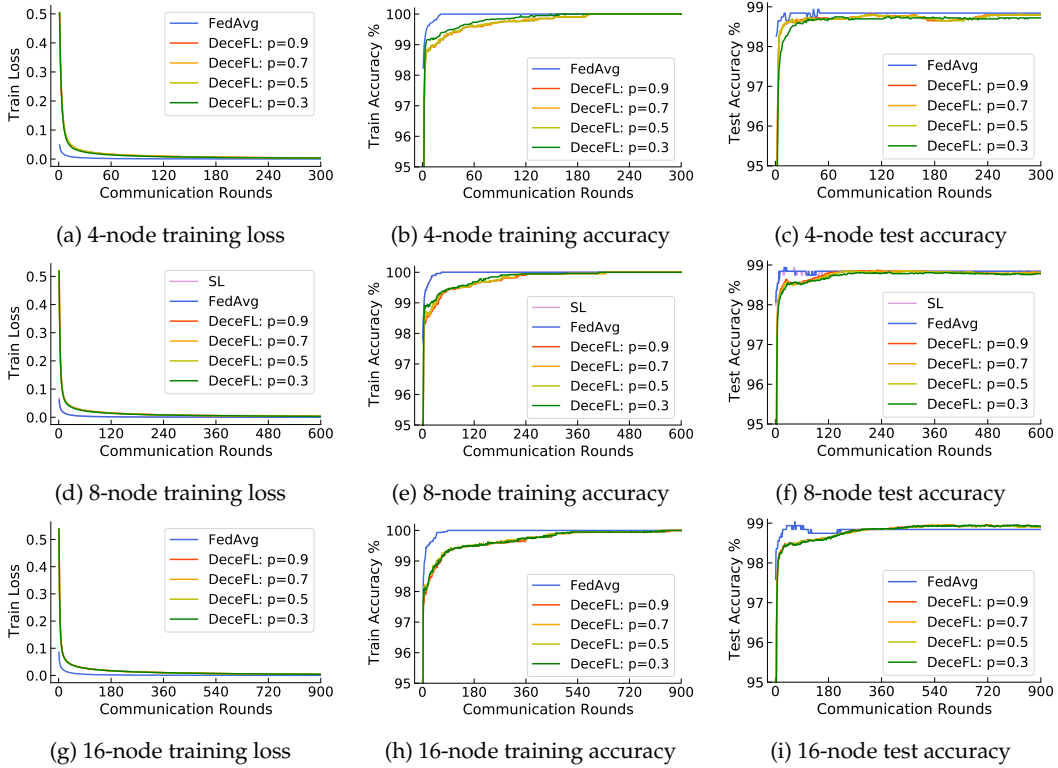 Train Loss
0.5
0.4
0.3
0.2
0.1
0.0
FedAvg
DeceFL: p=0.9
DeceFL: p=0.7
DeceFL: p=0.5
DeceFL: p=0.3
0 60 120 180 240 300
Communication Rounds
(a) 4-node training loss
Train Accuracy %
100
99
98
97
96
95
FedAvg
DeceFL: p=0.9
DeceFL: p=0.7
DeceFL: p=0.5
DeceFL: p=0.3
0 60 120 180 240 300
Communication Rounds
(b) 4-node training accuracy
Test Accuracy %
99
98
97
96
95
FedAvg
DeceFL: p=0.9
DeceFL: p=0.7
DeceFL: p=0.5
DeceFL: p=0.3
0 60 120 180 240 300
Communication Rounds
(c) 4-node test accuracy
Train Loss
0.5
0.4
0.3
0.2
0.1
0.0
SL
FedAvg
DeceFL: p=0.9
DeceFL: p=0.7
DeceFL: p=0.5
DeceFL: p=0.3
0 120 240 360 480 600
Communication Rounds
(d) 8-node training loss
Train Accuracy %
100
99
98
97
96
95
SL
FedAvg
DeceFL: p=0.9
DeceFL: p=0.7
DeceFL: p=0.5
DeceFL: p=0.3
0 120 240 360 480 600
Communication Rounds
(e) 8-node training accuracy
Test Accuracy %
99
98
97
96
95
SL
FedAvg
DeceFL: p=0.9
DeceFL: p=0.7
DeceFL: p=0.5
DeceFL: p=0.3
0 120 240 360 480 600
Communication Rounds
(f) 8-node test accuracy
Train Loss
0.5
0.4
0.3
0.2
0.1
0.0
FedAvg
DeceFL: p=0.9
DeceFL: p=0.7
DeceFL: p=0.5
DeceFL: p=0.3
0 180 360 540 720 900
Communication Rounds
(g) 16-node training loss
Train Accuracy %
100
99
98
97
96
95
FedAvg
DeceFL: p=0.9
DeceFL: p=0.7
DeceFL: p=0.5
DeceFL: p=0.3
0 180 360 540 720 900
Communication Rounds
(h) 16-node training accuracy
Test Accuracy %
99
98
97
96
95
FedAvg
DeceFL: p=0.9
DeceFL: p=0.7
DeceFL: p=0.5
DeceFL: p=0.3
0 180 360 540 720 900
Communication Rounds
(i) 16-node test accuracy